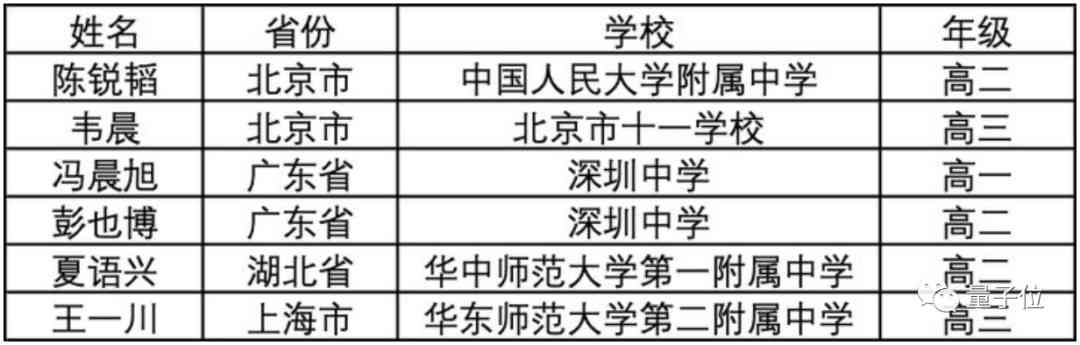 姓名 省份 学校 年级
陈锐韬 北京市 中国人民大学附属中学 高二
韦晨 北京市 北京市十一学校 高三
冯晨旭 广东省 深圳中学 高一
彭也博 广东省 深圳中学 高二
夏语兴 湖北省 华中师范大学第一附属中学 高二
王一川 上海市 华东师范大学第二附属中学 高三
量子位